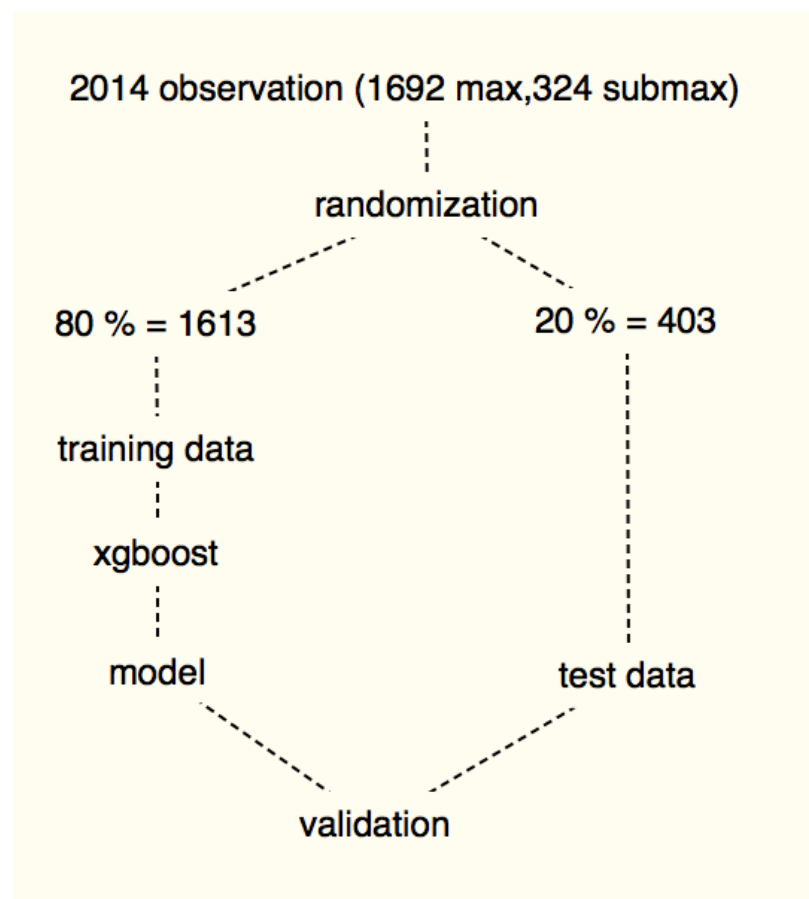 2014 observation (1692 max,324 submax)
randomization
80 % = 1613
20 % = 403
training data
xgboost
model
test data
validation